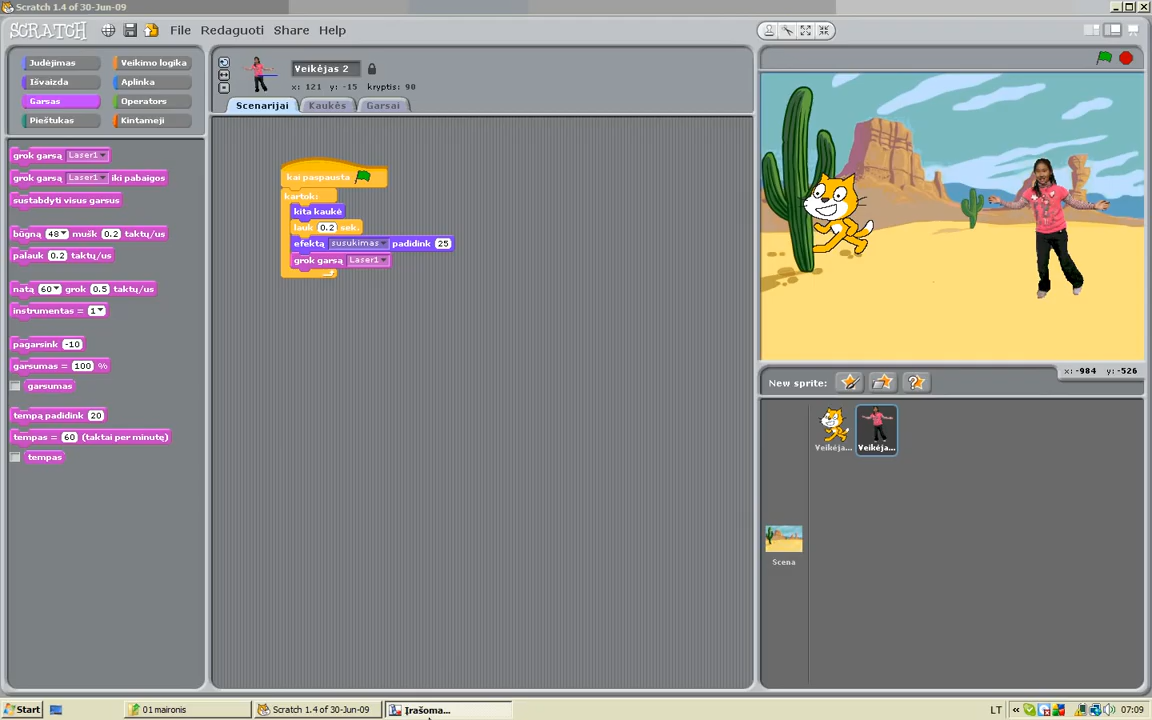 Scratch 1.4 of 30-Jun-09
SCRATCH File Redaguoti Share Help
Judėjimas Veikimo logika
Išvaizda Aplinka
Garsas Operators
Pieštukas Kintamieji
Veikėjas 2
x: 121 y: -15 kryptis: 90
Scenarijai Kaukės Garsai
grok garsą Laser1
grok garsą Laser1 iki pabaigos
sustabdyti visus garsus
būgną 48 mušk 0.2 taktų/us
palauk 0.2 taktų/us
natą 60 grok 0.5 taktų/us
instrumentas = 1
pagarsink -10
garsumas = 100 %
garsumas
tempą padidink 20
tempas = 60 (taktai per minutę)
tempas
kai paspausta
kartok:
kita kaukė
lauk 0.2 sek.
efektą susukimas padidink 25
grok garsą Laser1
x: -984 y: -526
New sprite:
Veikėja... Veikėja...
Scena
Start 01 maironis Scratch 1.4 of 30-Jun-09 Įrašoma... LT « 07:09